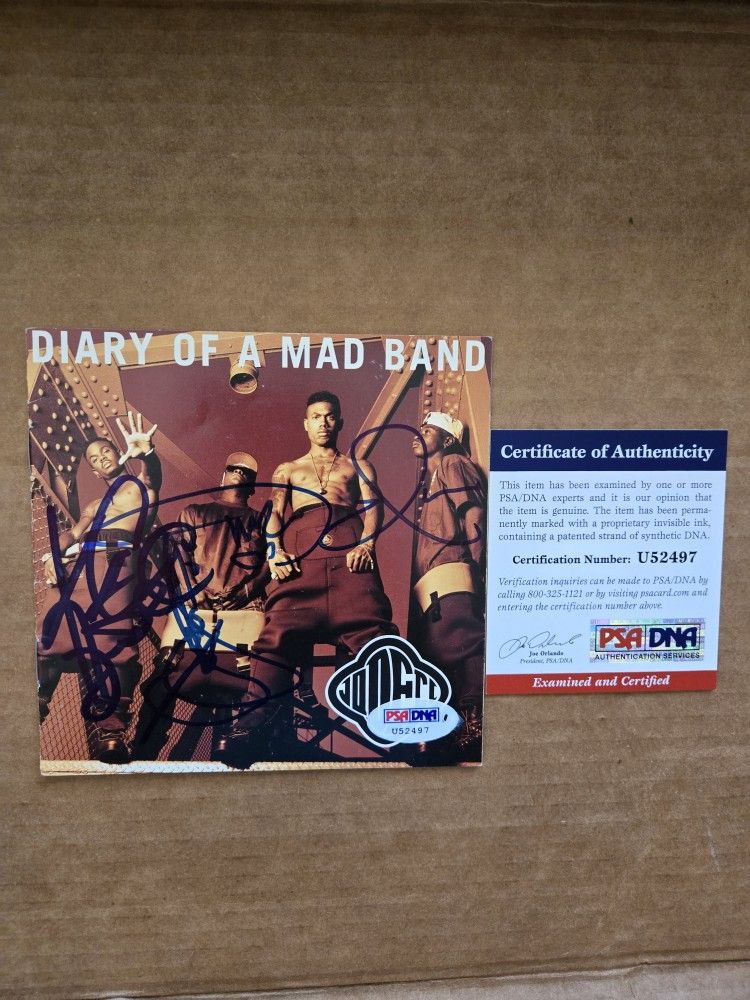 DIARY OF A MAD BAND
JODECI
PSA DNA
U52497
Certificate of Authenticity
This item has been examined by one or more
PSA/DNA experts and it is our opinion that
the item is genuine. The item has been perma-
nently marked with a proprietary invisible ink,
containing a patented strand of synthetic DNA.
Certification Number: U52497
Verification inquiries can be made to PSA/DNA by
calling 800-325-1121 or by visiting psacard.com and
entering the certification number above.
Joe Orlando
President, PSA/DNA
PSA DNA
AUTHENTICATION SERVICES
Examined and Certified